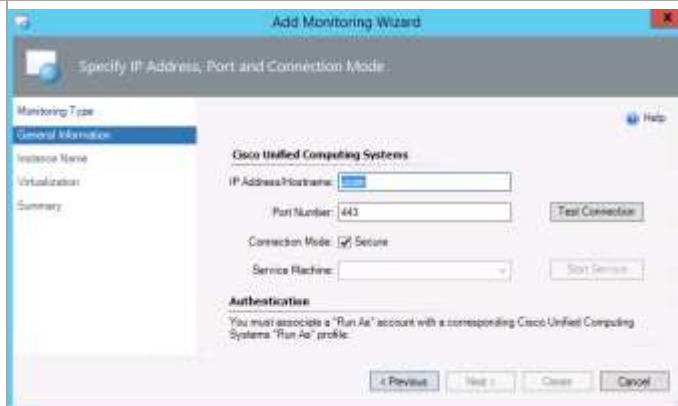 Add Monitoring Wizard
Specify IP Address, Port and Connection Mode
Monitoring Type
Help
General Information
Instance Name
Virtualization
Summary
Cisco Unified Computing Systems
IP Address/Hostname:
Port Number: 443
Test Connection
Connection Mode: Secure
Service Machine:
Start Service
Authentication
You must associate a "Run As" account with a corresponding Cisco Unified Computing
Systems "Run As" profile.
< Previous Next > Create Cancel